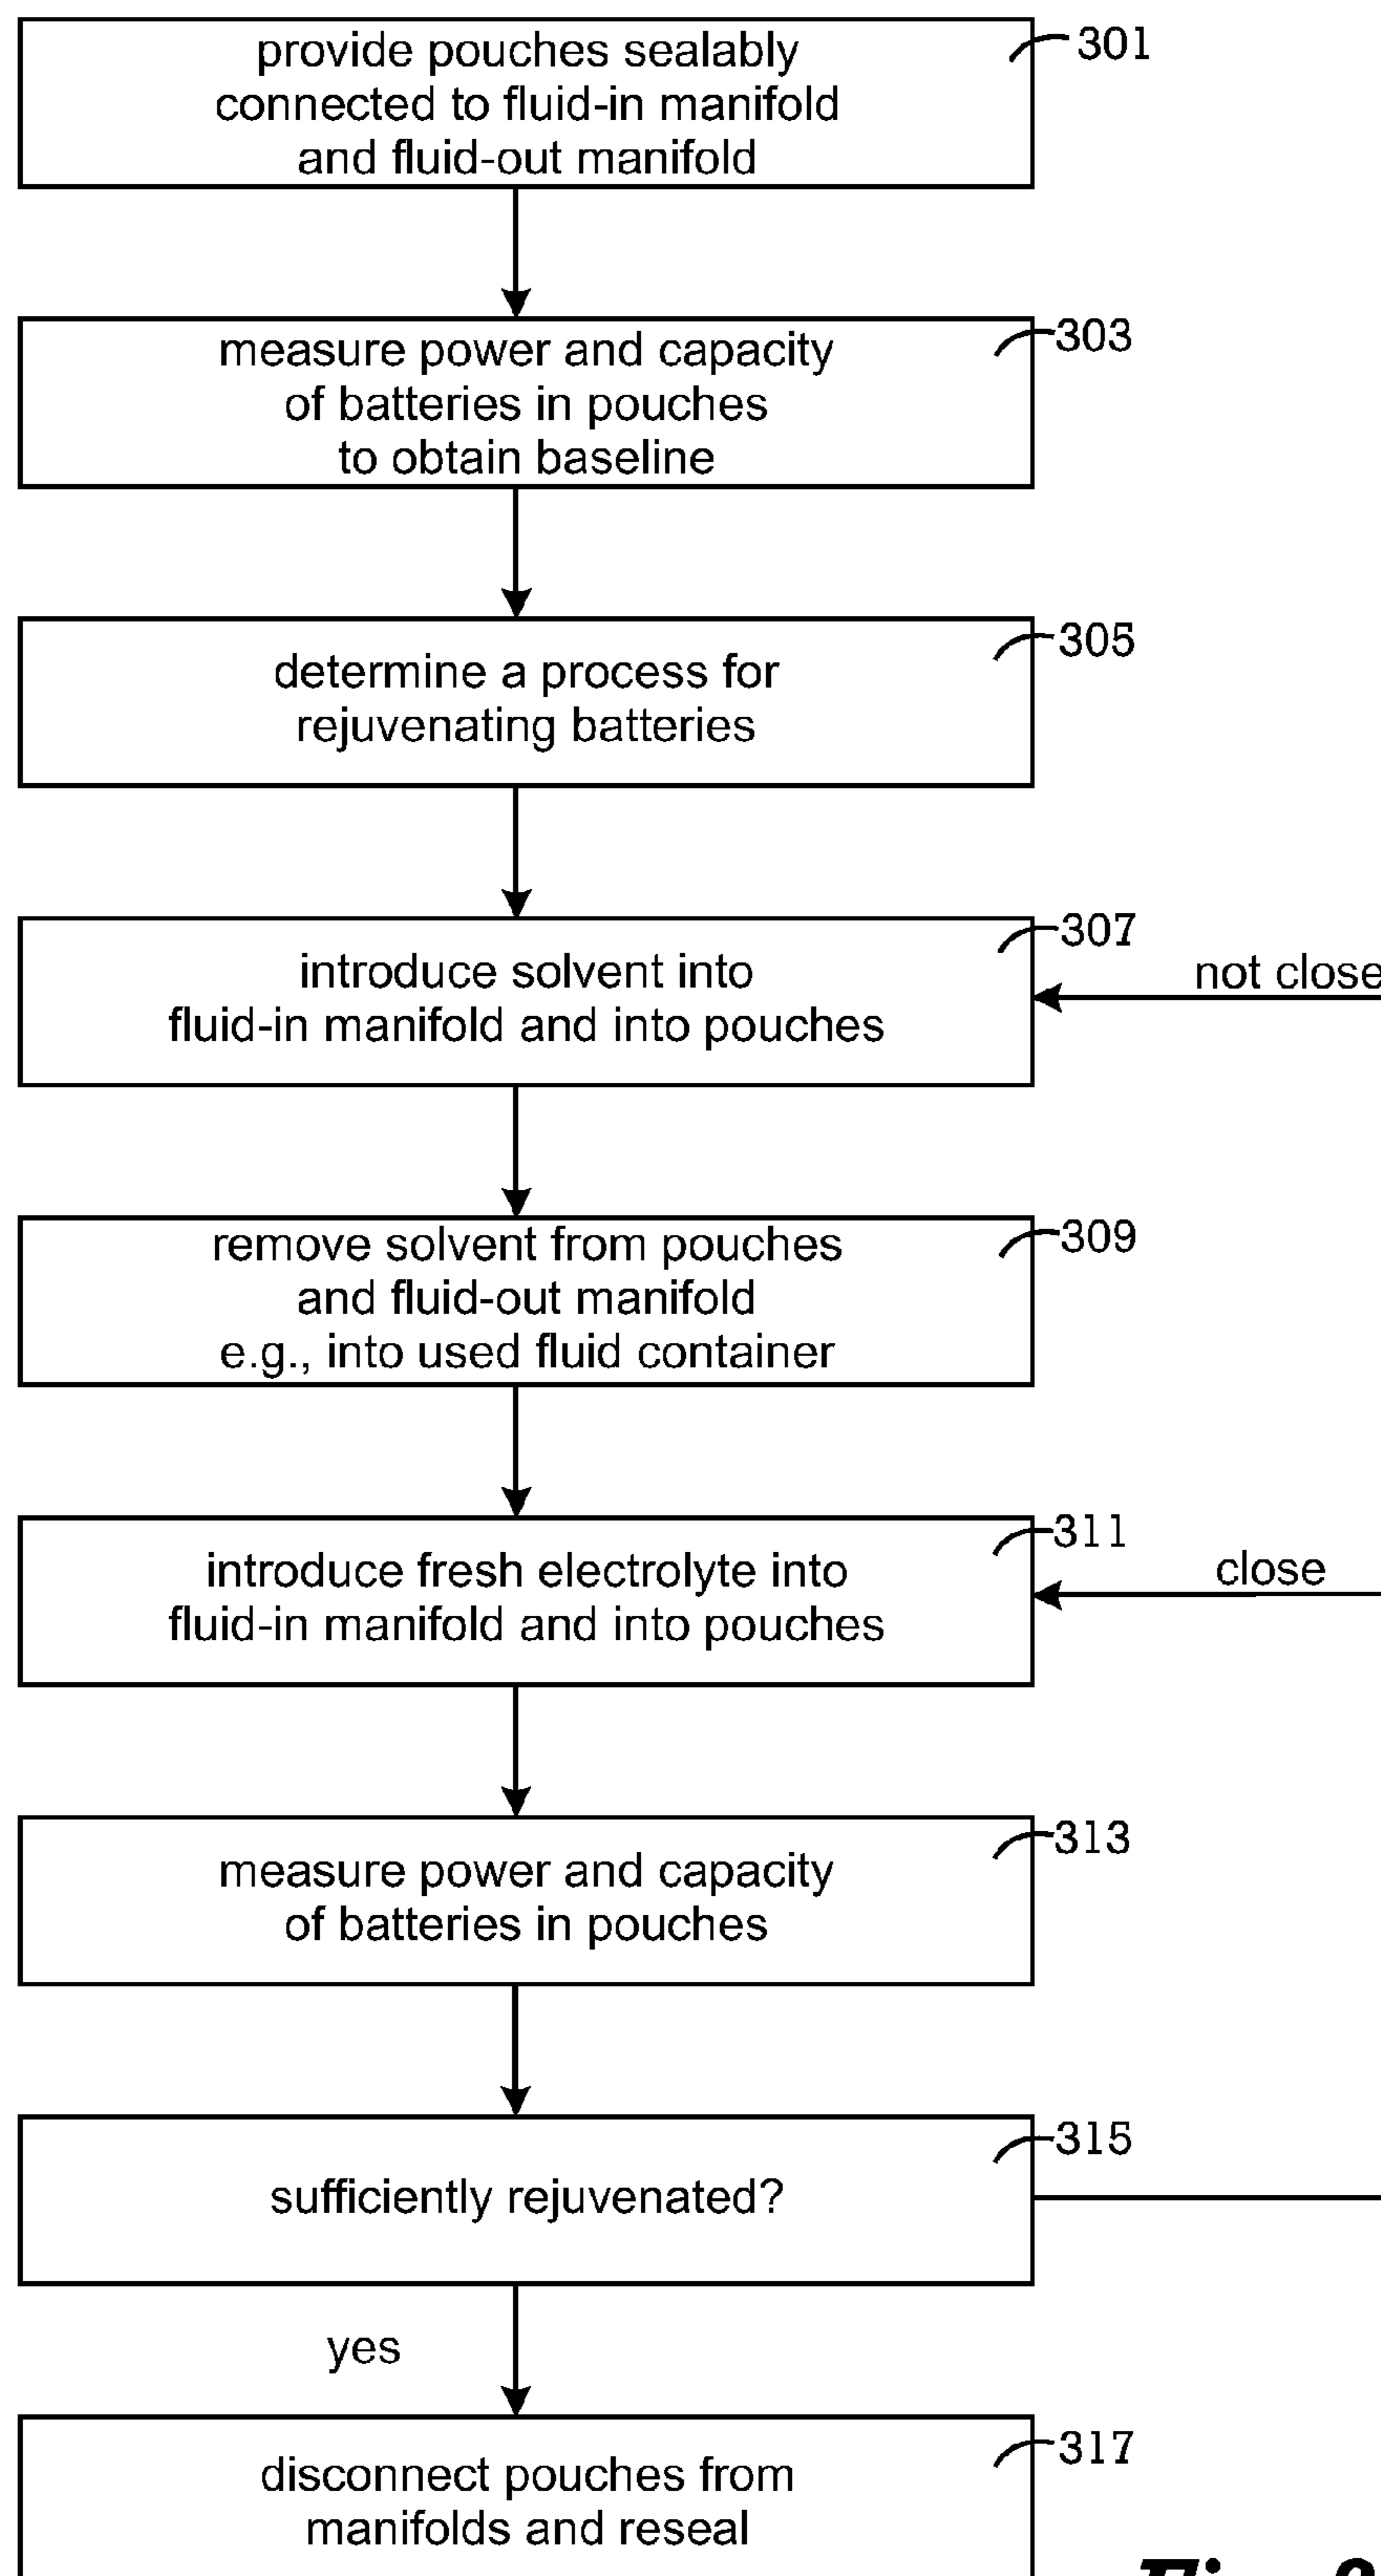 provide pouches sealably
connected to fluid-in manifold
and fluid-out manifold
301
measure power and capacity
of batteries in pouches
to obtain baseline
303
determine a process for
rejuvenating batteries
305
introduce solvent into
fluid-in manifold and into pouches
307
not close
remove solvent from pouches
and fluid-out manifold
e.g., into used fluid container
309
introduce fresh electrolyte into
fluid-in manifold and into pouches
311
close
measure power and capacity
of batteries in pouches
313
sufficiently rejuvenated?
315
yes
disconnect pouches from
manifolds and reseal
317